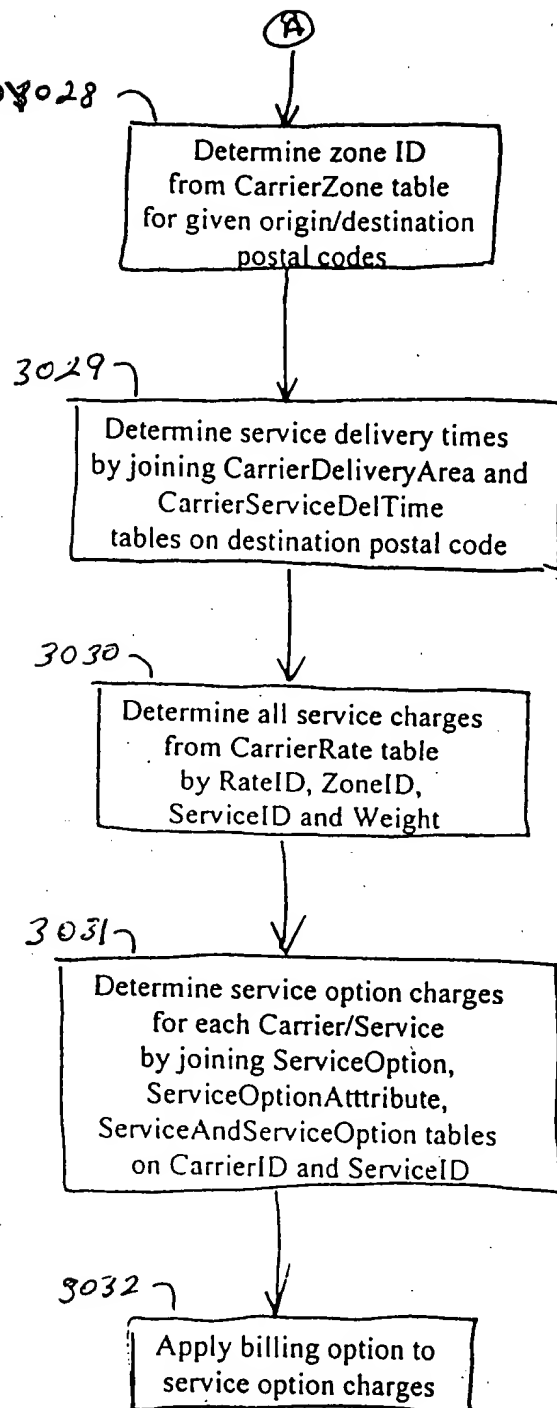 A
3028
Determine zone ID
from CarrierZone table
for given origin/destination
postal codes
3029
Determine service delivery times
by joining CarrierDeliveryArea and
CarrierServiceDelTime
tables on destination postal code
3030
Determine all service charges
from CarrierRate table
by RateID, ZoneID,
ServiceID and Weight
3031
Determine service option charges
for each Carrier/Service
by joining ServiceOption,
ServiceOptionAtttribute,
ServiceAndServiceOption tables
on CarrierID and ServiceID
3032
Apply billing option to
service option charges